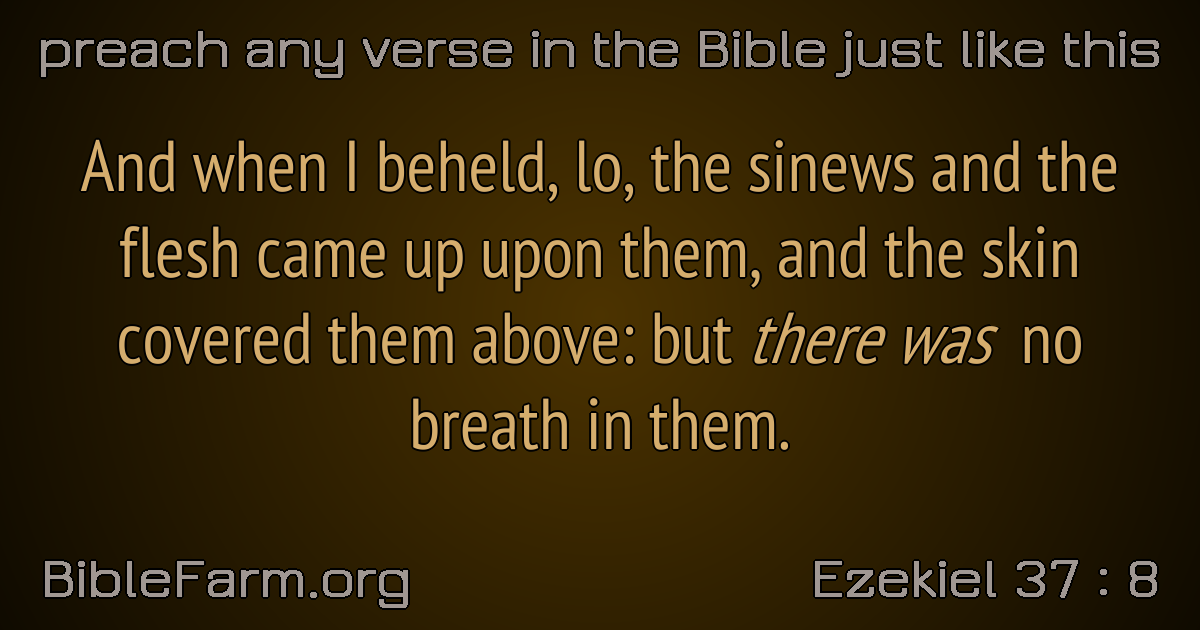 preach any verse in the Bible just like this
And when I beheld, lo, the sinews and the
flesh came up upon them, and the skin
covered them above: but there was no
breath in them.
BibleFarm.org
Ezekiel 37 : 8